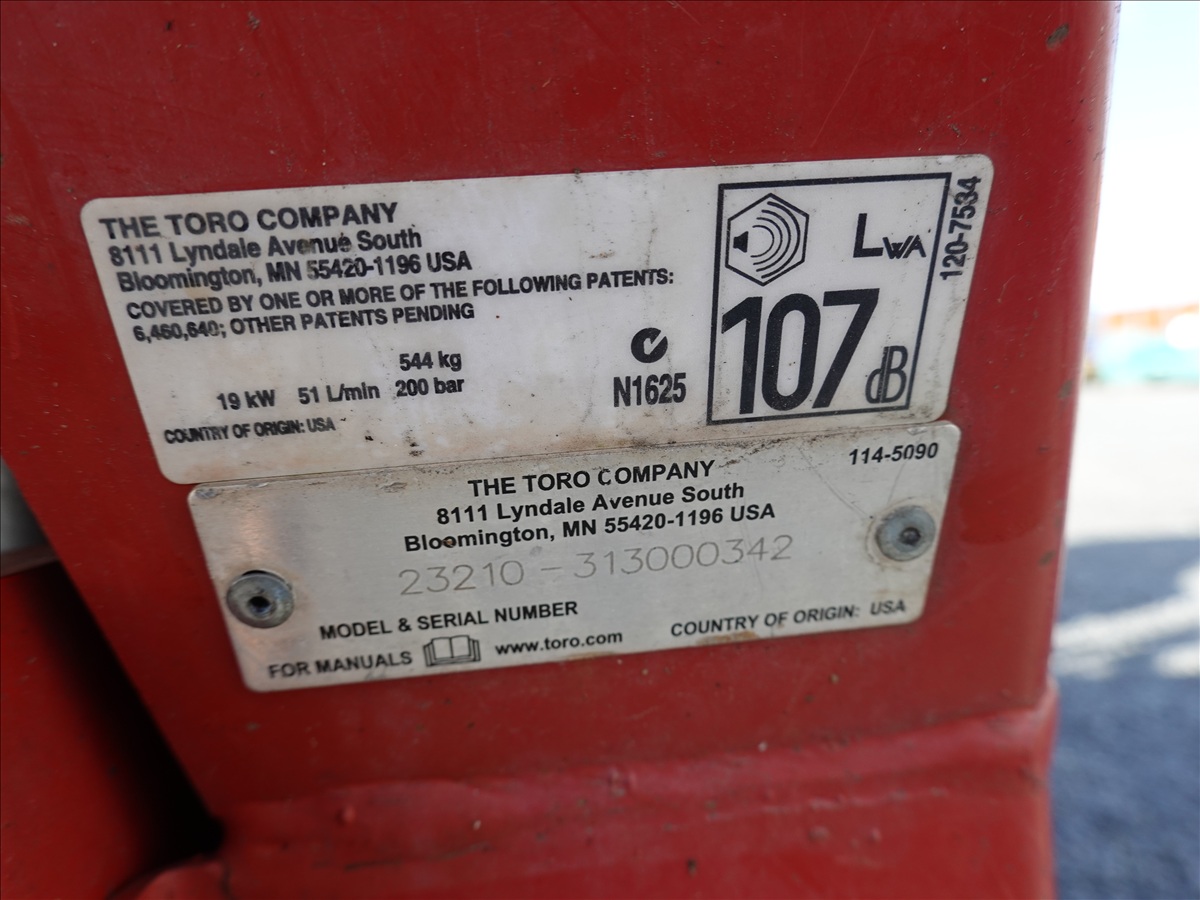 THE TORO COMPANY
8111 Lyndale Avenue South
Bloomington, MN 55420-1196 USA
COVERED BY ONE OR MORE OF THE FOLLOWING PATENTS:
6,460,640; OTHER PATENTS PENDING
544 kg
19 kW 51 L/min 200 bar
COUNTRY OF ORIGIN: USA
N1625
LWA
107 dB
120-7534
114-5090
THE TORO COMPANY
8111 Lyndale Avenue South
Bloomington, MN 55420-1196 USA
23210 - 313000342
MODEL & SERIAL NUMBER
FOR MANUALS www.toro.com
COUNTRY OF ORIGIN: USA